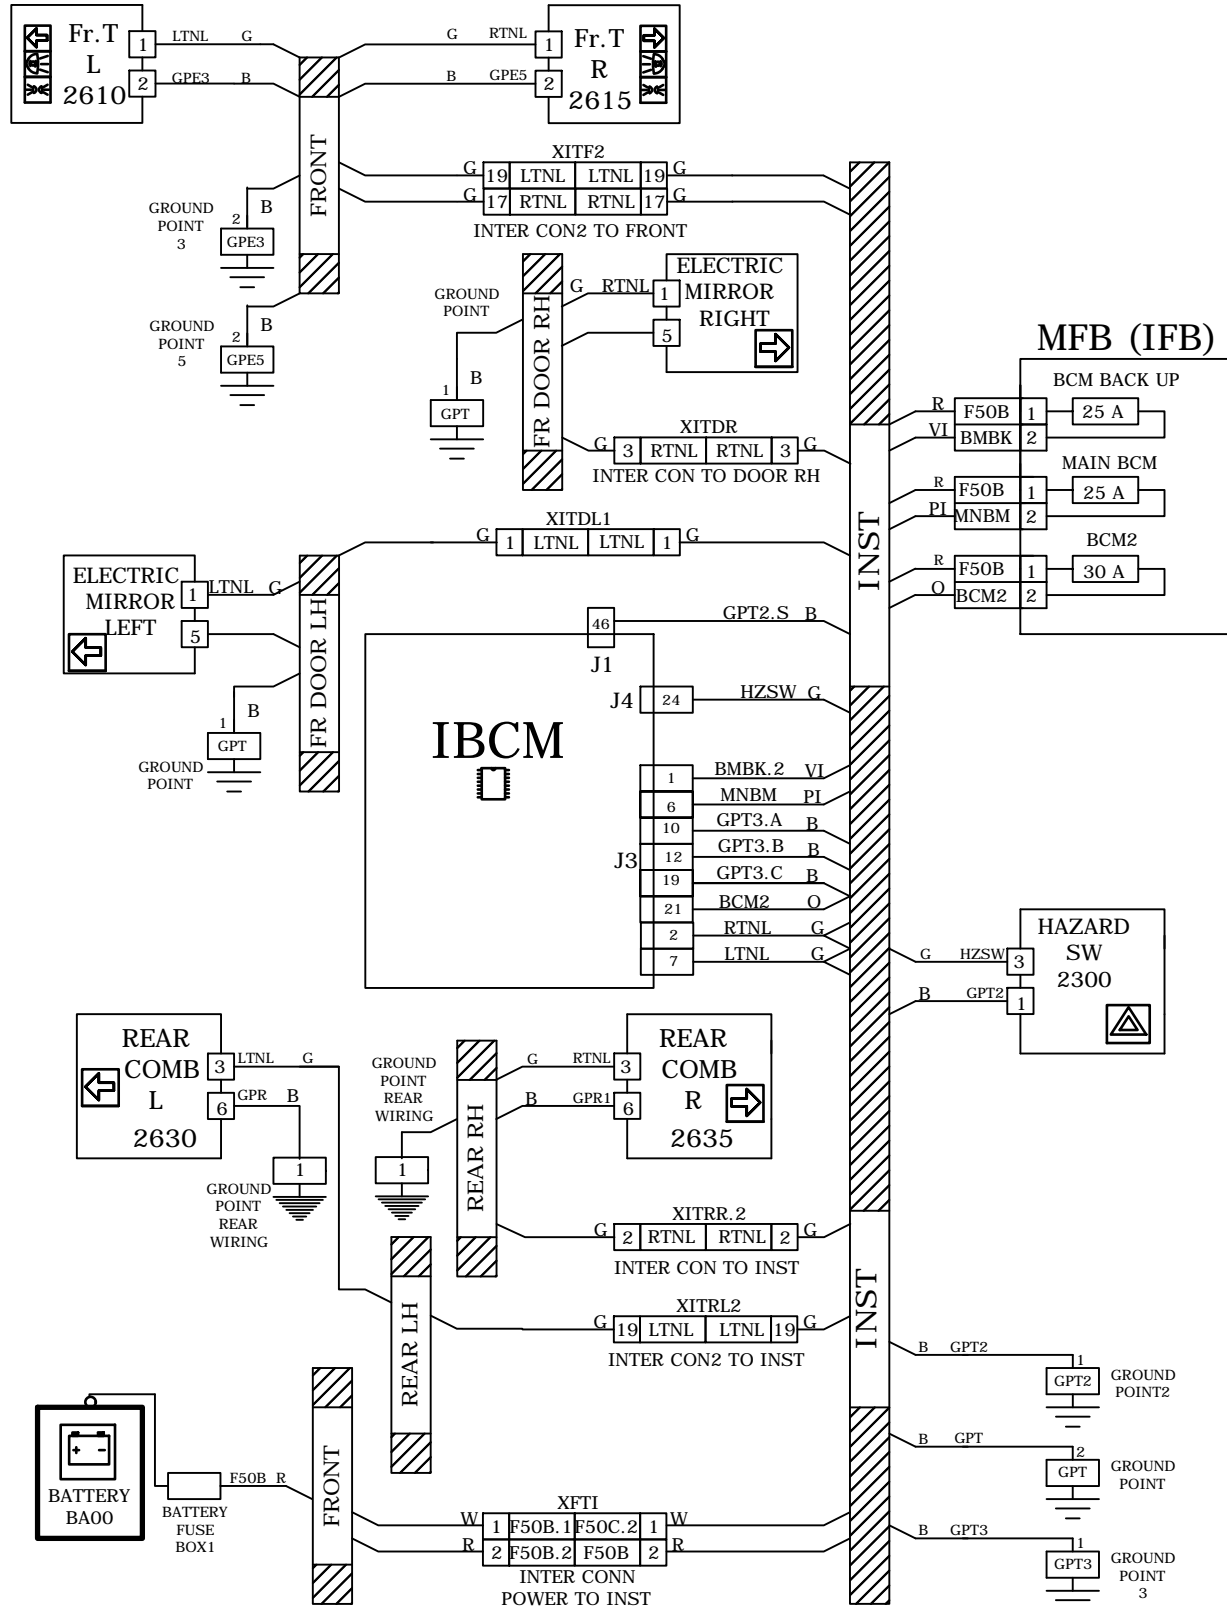 Fr.T
L
2610
1
2
LTNL G
GPE3 B
G RTNL
B GPE5
1
2
Fr.T
R
2615
FRONT
GROUND
POINT
3
2
B
GPE3
GROUND
POINT
5
2
B
GPE5
XITF2
G 19 LTNL LTNL 19 G
G 17 RTNL RTNL 17 G
INTER CON2 TO FRONT
ELECTRIC
MIRROR
RIGHT
G RTNL 1
5
GROUND
POINT
1
B
GPT
FR DOOR RH
XITDR
G 3 RTNL RTNL 3 G
INTER CON TO DOOR RH
MFB (IFB)
BCM BACK UP
R F50B 1 25 A
VI BMBK 2
MAIN BCM
R F50B 1 25 A
PI MNBM 2
BCM2
R F50B 1 30 A
O BCM2 2
INST
XITDL1
G 1 LTNL LTNL 1 G
ELECTRIC
MIRROR
LEFT
1 LTNL G
5
FR DOOR LH
1
B
GPT
GROUND
POINT
46 GPT2.S B
J1
J4 24 HZSW G
IBCM
J3
1 BMBK.2 VI
6 MNBM PI
10 GPT3.A B
12 GPT3.B B
19 GPT3.C B
21 BCM2 O
2 RTNL G
7 LTNL G
G HZSW 3
B GPT2 1
HAZARD
SW
2300
REAR
COMB
L
2630
3 LTNL G
6 GPR B
1
GROUND
POINT
REAR
WIRING
GROUND
POINT
REAR
WIRING
1
REAR RH
G RTNL 3
B GPR1 6
REAR
COMB
R
2635
XITRR.2
G 2 RTNL RTNL 2 G
INTER CON TO INST
REAR LH
XITRL2
G 19 LTNL LTNL 19 G
INTER CON2 TO INST
INST
B GPT2
1
GPT2
GROUND
POINT2
B GPT
2
GPT
GROUND
POINT
B GPT3
1
GPT3
GROUND
POINT
3
+ -
BATTERY
BA00
F50B R
BATTERY
FUSE
BOX1
FRONT
XFTI
W 1 F50B.1 F50C.2 1 W
R 2 F50B.2 F50B 2 R
INTER CONN
POWER TO INST